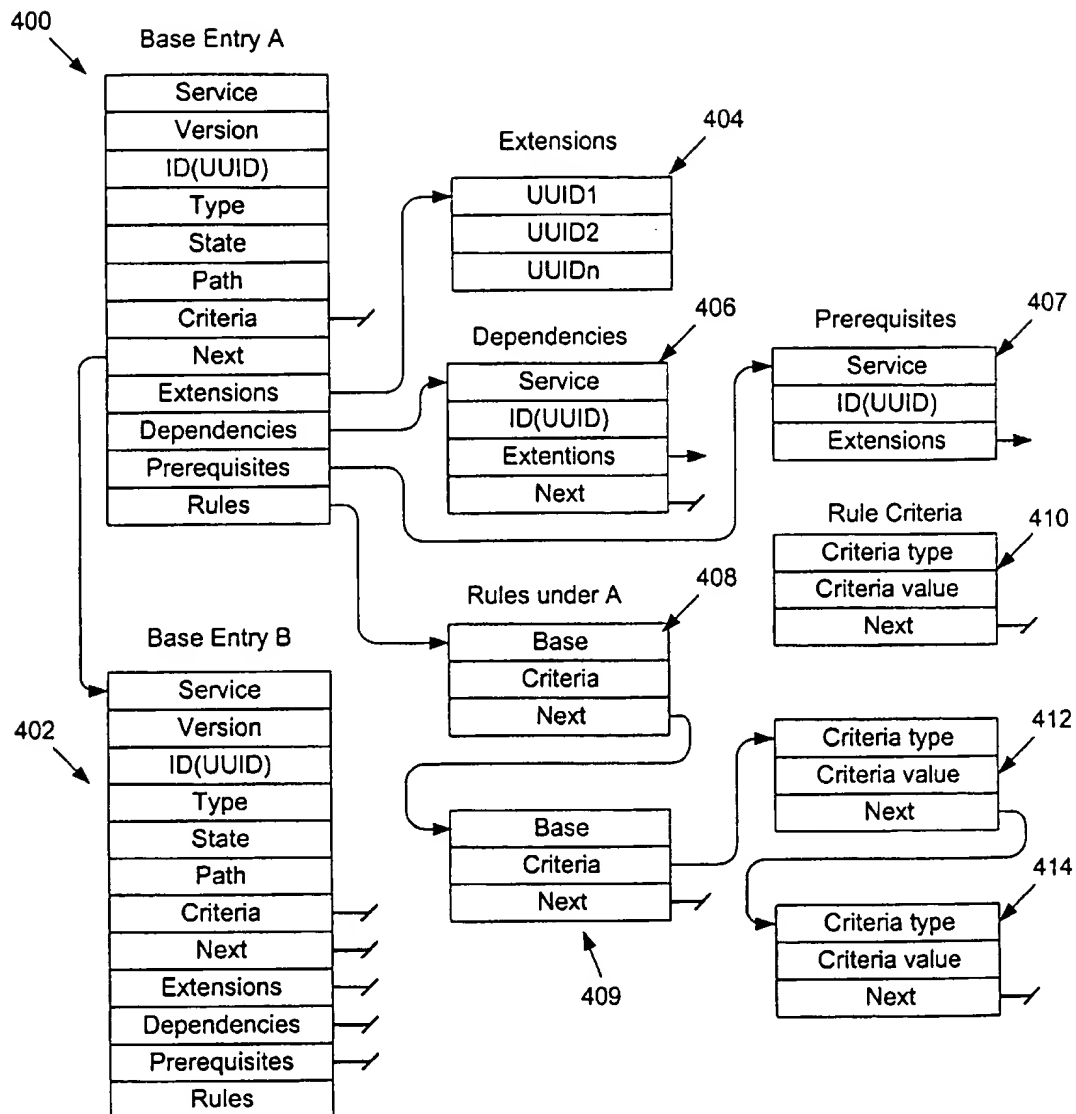 400
Base Entry A
Service
Version
ID(UUID)
Type
State
Path
Criteria
Next
Extensions
Dependencies
Prerequisites
Rules
404
Extensions
UUID1
UUID2
UUIDn
406
Dependencies
Service
ID(UUID)
Extentions
Next
Prerequisites
407
Service
ID(UUID)
Extensions
Rule Criteria
410
Criteria type
Criteria value
Next
Rules under A
408
Base
Criteria
Next
Base
Criteria
Next
409
412
Criteria type
Criteria value
Next
414
Criteria type
Criteria value
Next
Base Entry B
402
Service
Version
ID(UUID)
Type
State
Path
Criteria
Next
Extensions
Dependencies
Prerequisites
Rules